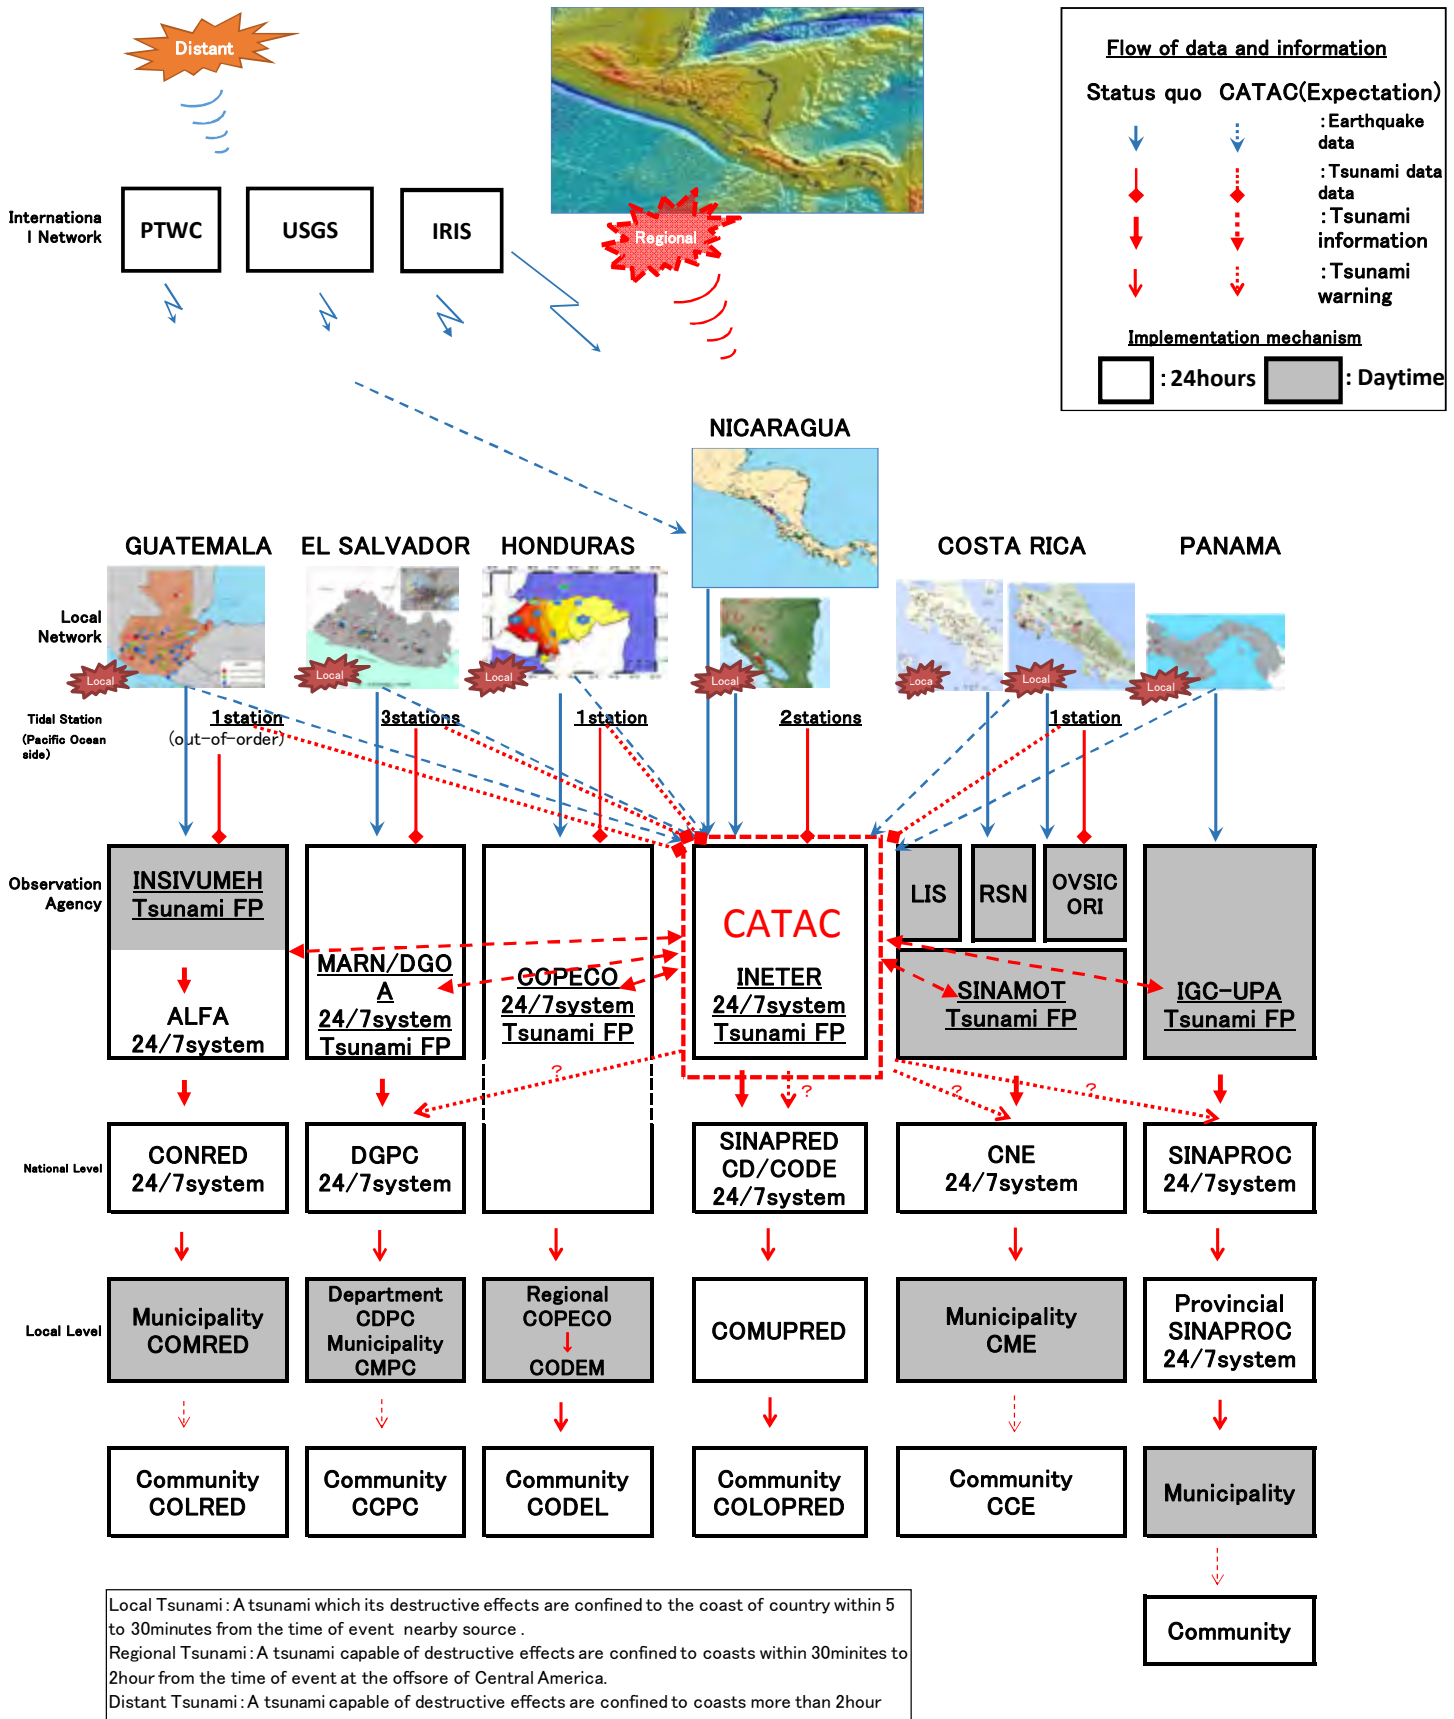 Distant
Flow of data and information
Status quo CATAC(Expectation)
:Earthquake
data
:Tsunami data
data
:Tsunami
information
:Tsunami
warning
Implementation mechanism
:24hours
:Daytime
Internationa
l Network
PTWC
USGS
IRIS
Regional
NICARAGUA
GUATEMALA
EL SALVADOR
HONDURAS
COSTA RICA
PANAMA
Local
Network
Local
Local
Local
Local
Loca
Local
Local
Tidal Station
(Pacific Ocean
side)
1station
(out-of-order)
3stations
1station
2stations
1station
Observation
Agency
INSIVUMEH
Tsunami FP
ALFA
24/7system
MARN/DGO
A
24/7system
Tsunami FP
COPECO
24/7system
Tsunami FP
CATAC
INETER
24/7system
Tsunami FP
LIS
RSN
OVSIC
ORI
SINAMOT
Tsunami FP
IGC-UPA
Tsunami FP
?
?
?
?
National Level
CONRED
24/7system
DGPC
24/7system
SINAPRED
CD/CODE
24/7system
CNE
24/7system
SINAPROC
24/7system
Local Level
Municipality
COMRED
Department
CDPC
Municipality
CMPC
Regional
COPECO
CODEM
COMUPRED
Municipality
CME
Provincial
SINAPROC
24/7system
Community
COLRED
Community
CCPC
Community
CODEL
Community
COLOPRED
Community
CCE
Municipality
Community
Local Tsunami:A tsunami which its destructive effects are confined to the coast of country within 5
to 30minutes from the time of event nearby source .
Regional Tsunami:A tsunami capable of destructive effects are confined to coasts within 30minites to
2hour from the time of event at the offsore of Central America.
Distant Tsunami:A tsunami capable of destructive effects are confined to coasts more than 2hour